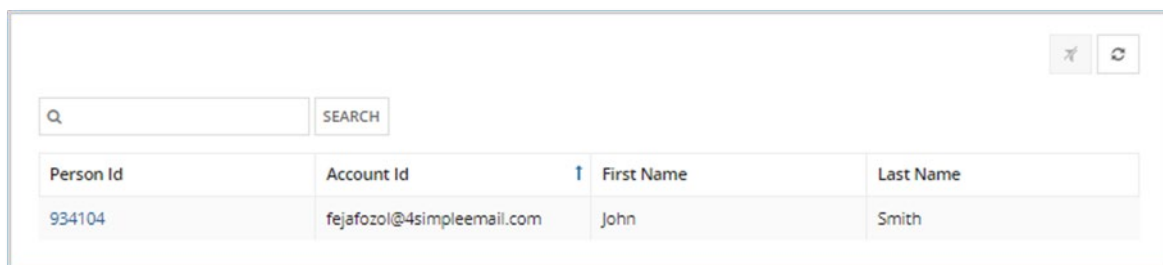 SEARCH
Person Id Account Id First Name Last Name
934104 fejafozol@4simpleemail.com John Smith